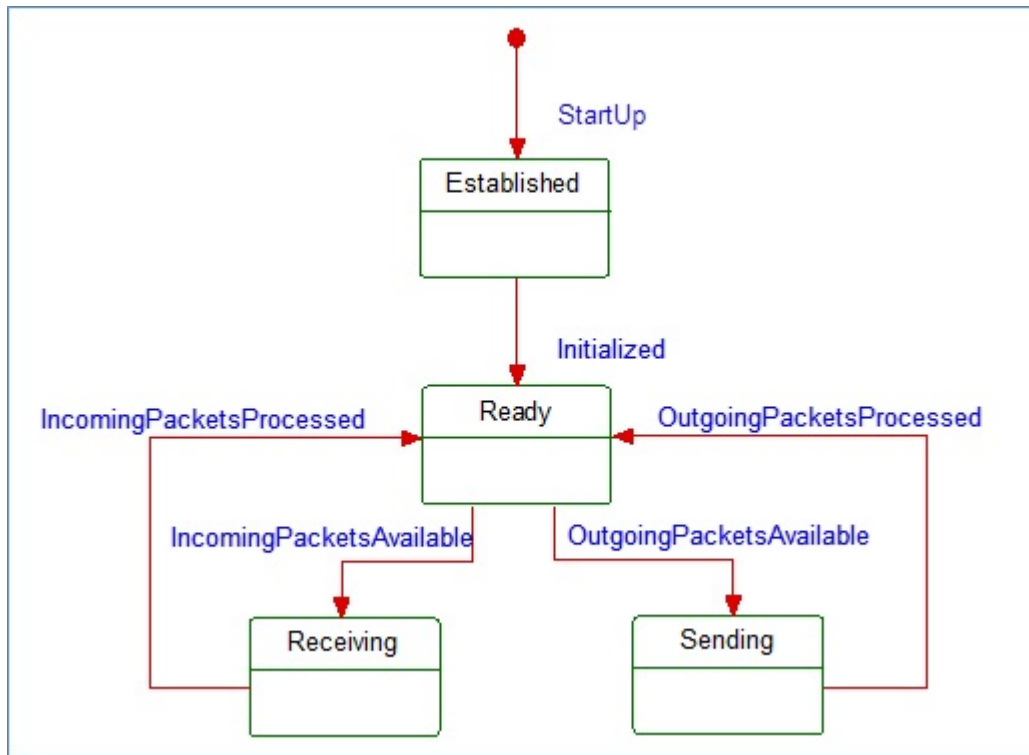 StartUp
Established
Initialized
Ready
IncomingPacketsProcessed
OutgoingPacketsProcessed
IncomingPacketsAvailable
OutgoingPacketsAvailable
Receiving
Sending